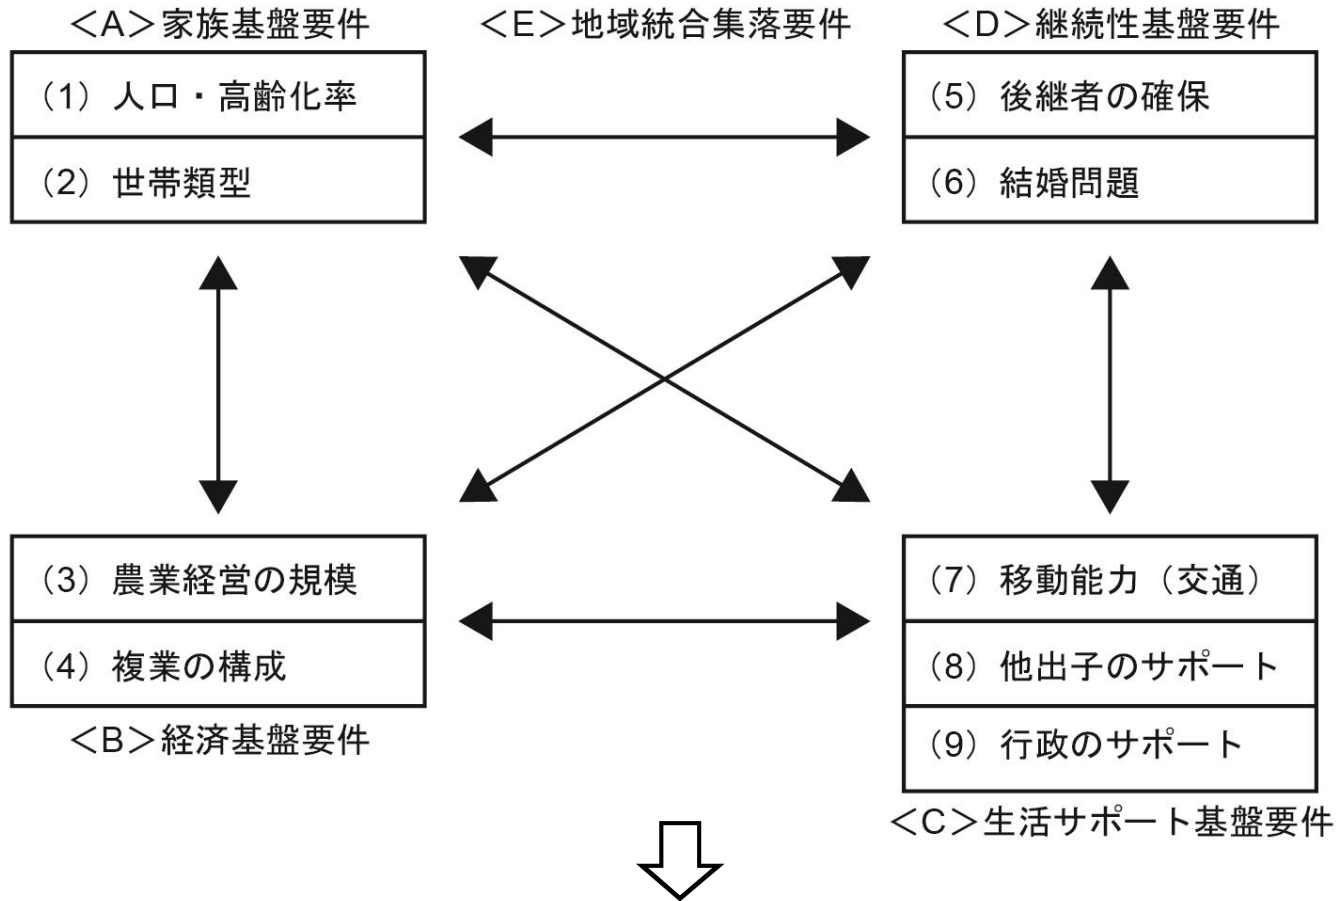 ＜A＞家族基盤要件
＜E＞地域統合集落要件
＜D＞継続性基盤要件
（1）人口・高齢化率
（2）世帯類型
（5）後継者の確保
（6）結婚問題
（3）農業経営の規模
（4）複業の構成
＜B＞経済基盤要件
（7）移動能力（交通）
（8）他出子のサポート
（9）行政のサポート
＜C＞生活サポート基盤要件